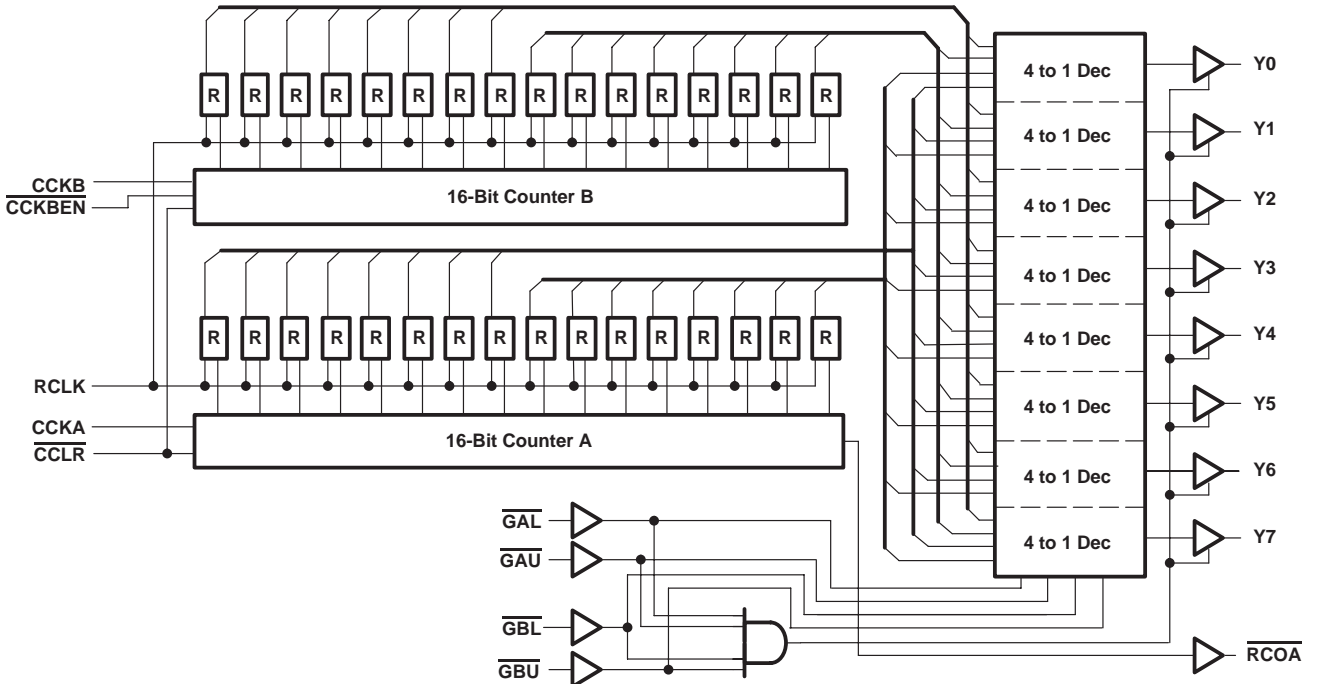 R R R R R R R R R R R R R R R R
CCKB
CCKBEN
16-Bit Counter B
R R R R R R R R R R R R R R R R
RCLK
CCKA
CCLR
16-Bit Counter A
4 to 1 Dec
4 to 1 Dec
4 to 1 Dec
4 to 1 Dec
4 to 1 Dec
4 to 1 Dec
4 to 1 Dec
4 to 1 Dec
Y0
Y1
Y2
Y3
Y4
Y5
Y6
Y7
GAL
GAU
GBL
GBU
RCOA